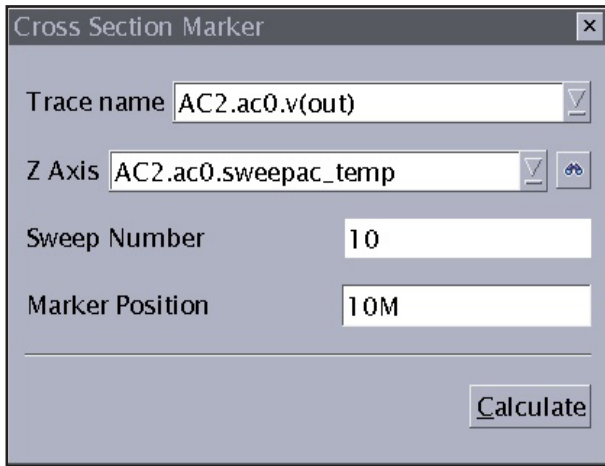 Cross Section Marker
Trace name AC2.ac0.v(out)
Z Axis AC2.ac0.sweepac_temp
Sweep Number 10
Marker Position 10M
Calculate